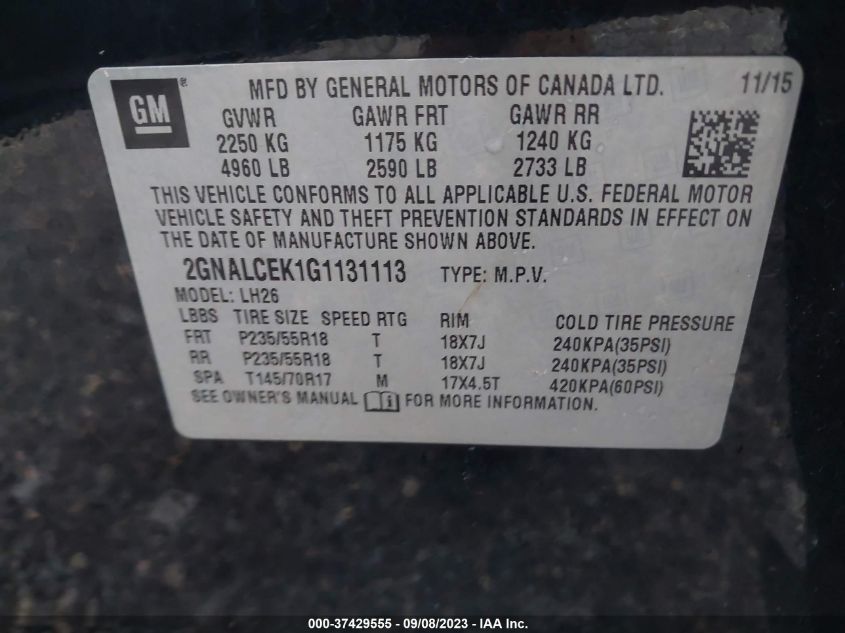 GM ®
MFD BY GENERAL MOTORS OF CANADA LTD. 11/15
GVWR GAWR FRT GAWR RR
2250 KG 1175 KG 1240 KG
4960 LB 2590 LB 2733 LB
THIS VEHICLE CONFORMS TO ALL APPLICABLE U.S. FEDERAL MOTOR
VEHICLE SAFETY AND THEFT PREVENTION STANDARDS IN EFFECT ON
THE DATE OF MANUFACTURE SHOWN ABOVE.
2GNALCEK1G1131113 TYPE: M.P.V.
MODEL: LH26
LBBS TIRE SIZE SPEED RTG RIM COLD TIRE PRESSURE
FRT P235/55R18 T 18X7J 240KPA(35PSI)
RR P235/55R18 T 18X7J 240KPA(35PSI)
SPA T145/70R17 M 17X4.5T 420KPA(60PSI)
SEE OWNER'S MANUAL i FOR MORE INFORMATION.
000-37429555 - 09/08/2023 - IAA Inc.